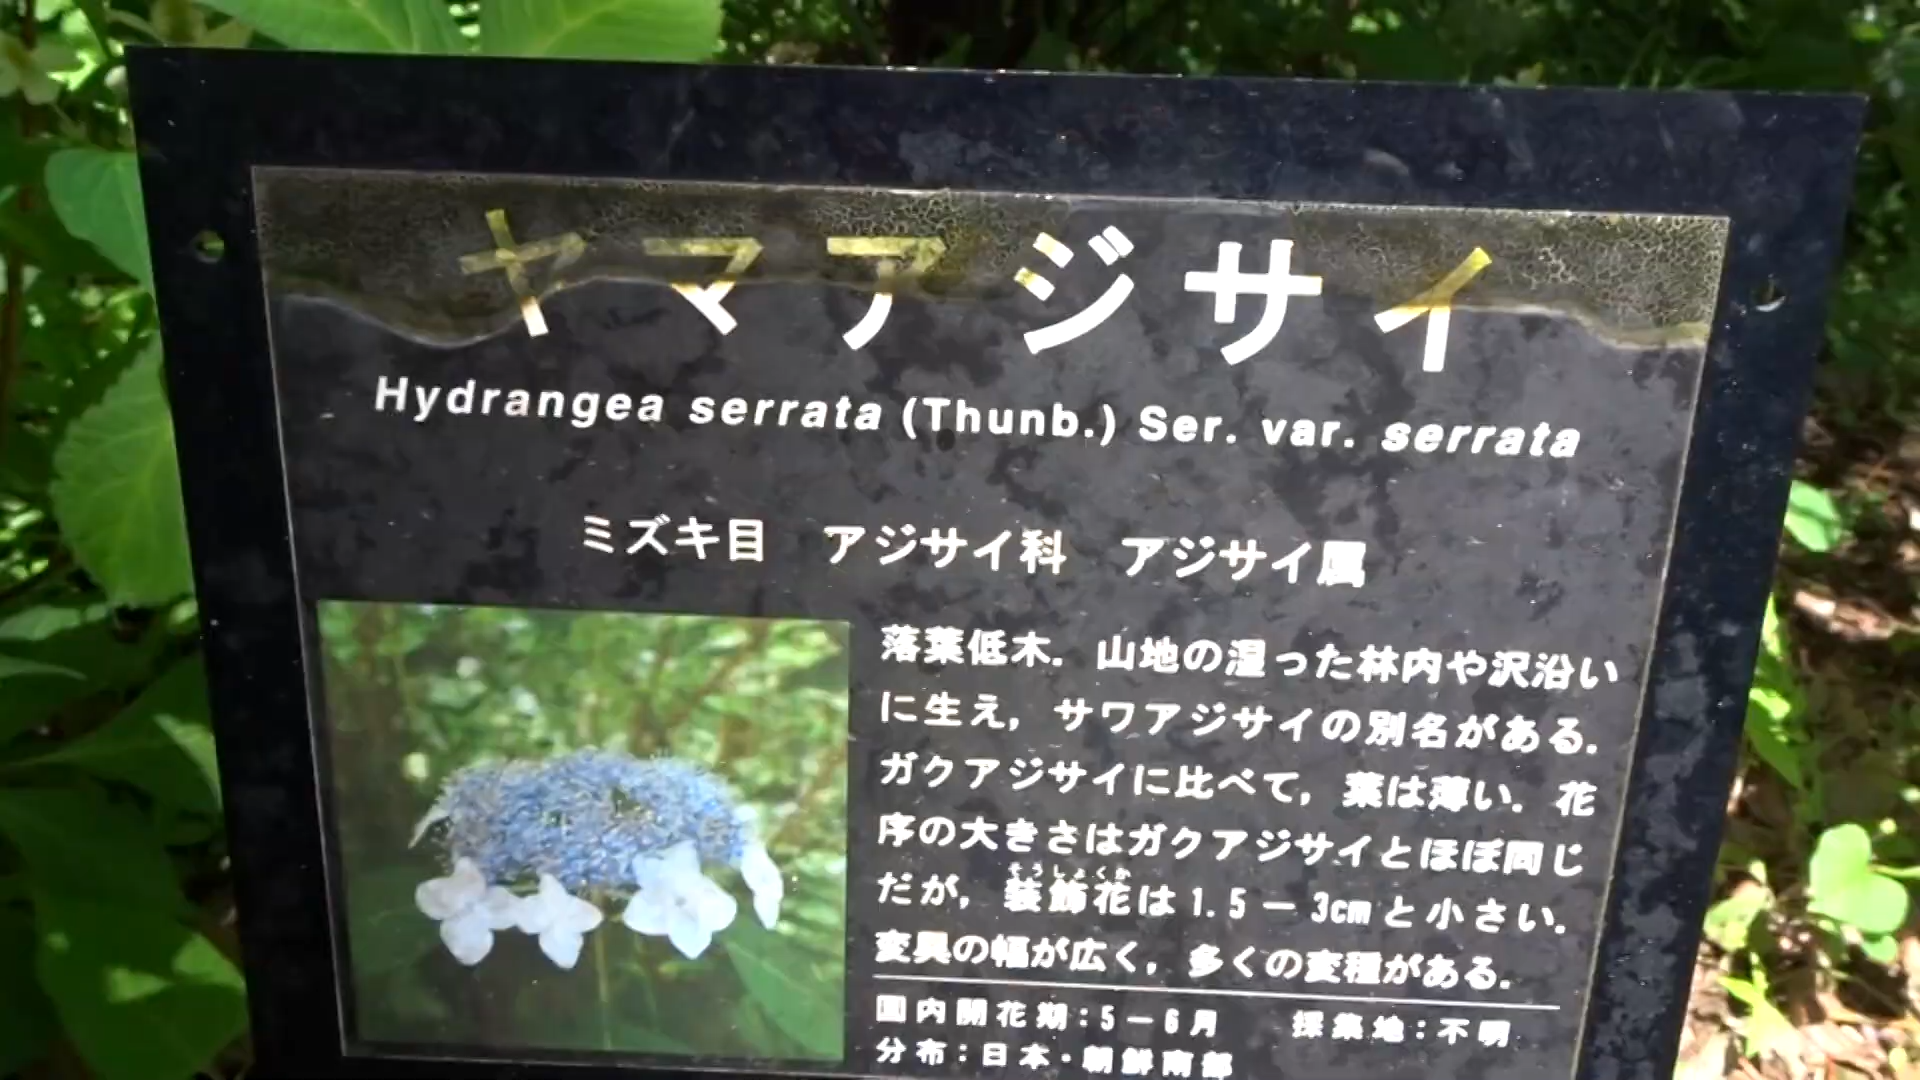 ヤマアジサイ
Hydrangea serrata (Thunb.) Ser. var. serrata
ミズキ目　アジサイ科　アジサイ属
落葉低木．山地の湿った林内や沢沿い
に生え，サワアジサイの別名がある．
ガクアジサイに比べて，葉は薄い．花
序の大きさはガクアジサイとほぼ同じ
そうしょくか
だが，装飾花は1.5－3cmと小さい．
変異の幅が広く，多くの変種がある．
園内開花期：5－6月　採集地：不明
分布：日本・朝鮮南部